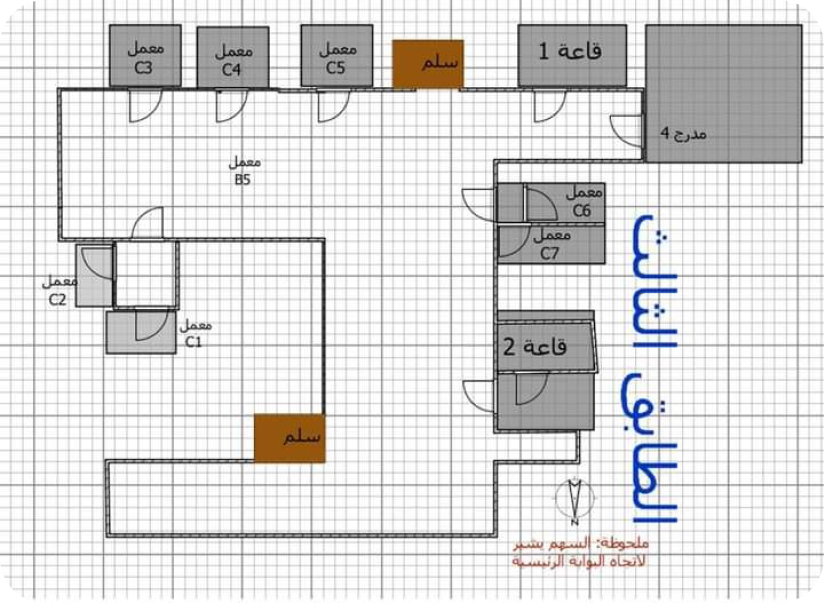 معمل
C3
معمل
C4
معمل
C5
سلم
قاعة 1
مدرج 4
معمل
B5
معمل
C6
معمل
C7
معمل
C2
معمل
C1
قاعة 2
سلم
الطابق الثالث
N
ملحوظة: السهم يشير
لاتجاه البوابة الرئيسية